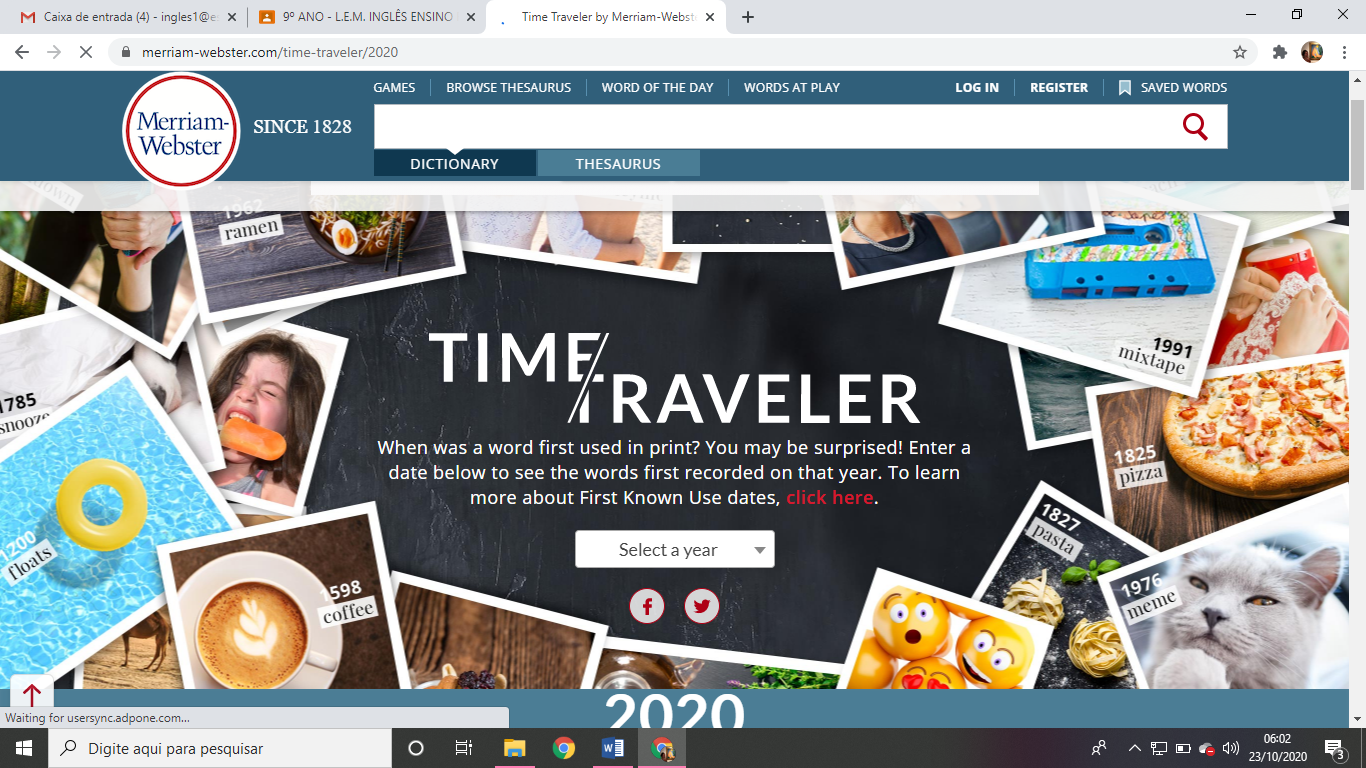 Caixa de entrada (4) - ingles1@es
9º ANO - L.E.M. INGLÊS ENSINO
Time Traveler by Merriam-Webst
merriam-webster.com/time-traveler/2020
GAMES
BROWSE THESAURUS
WORD OF THE DAY
WORDS AT PLAY
LOG IN
REGISTER
SAVED WORDS
Merriam-
Webster
SINCE 1828
DICTIONARY
THESAURUS
1962
ramen
1991
mixtape
1785
snooze
1825
pizza
TIME
TRAVELER
When was a word first used in print? You may be surprised! Enter a
date below to see the words first recorded on that year. To learn
more about First Known Use dates, click here.
Select a year
1827
pasta
1200
floats
1598
coffee
1976
meme
2020
Waiting for usersync.adpone.com...
Digite aqui para pesquisar
06:02
23/10/2020
3